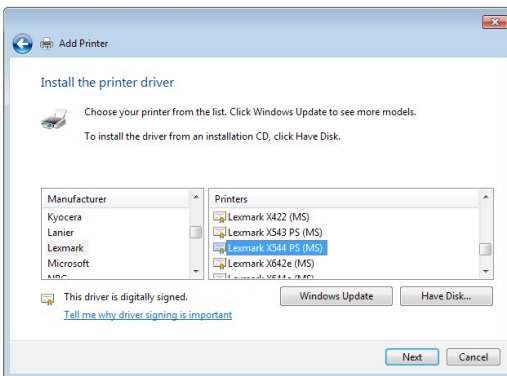 Add Printer
Install the printer driver
Choose your printer from the list. Click Windows Update to see more models.
To install the driver from an installation CD, click Have Disk.
Manufacturer
Kyocera
Lanier
Lexmark
Microsoft
Printers
Lexmark X422 (MS)
Lexmark X543 PS (MS)
Lexmark X544 PS (MS)
Lexmark X642e (MS)
This driver is digitally signed.
Tell me why driver signing is important
Windows Update
Have Disk...
Next
Cancel